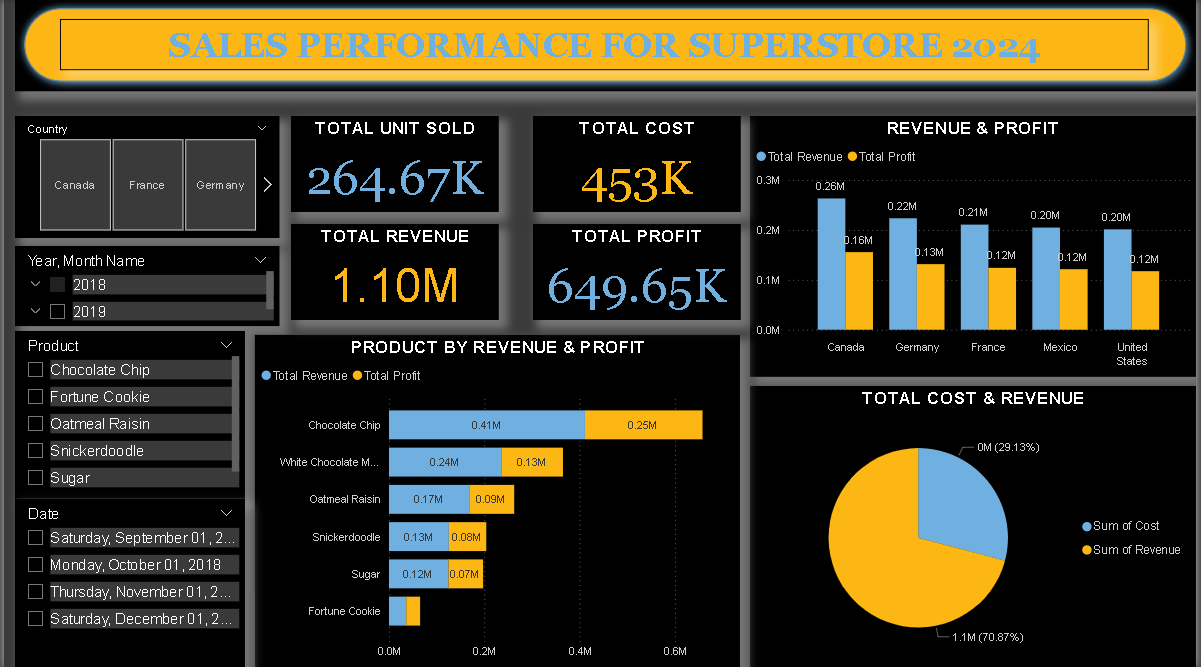 SALES PERFORMANCE FOR SUPERSTORE 2024
Country
Canada
France
Germany
Year, Month Name
2018
2019
Product
Chocolate Chip
Fortune Cookie
Oatmeal Raisin
Snickerdoodle
Sugar
Date
Saturday, September 01, 2...
Monday, October 01, 2018
Thursday, November 01, 2...
Saturday, December 01, 2...
TOTAL UNIT SOLD
264.67K
TOTAL COST
453K
TOTAL REVENUE
1.10M
TOTAL PROFIT
649.65K
PRODUCT BY REVENUE & PROFIT
Total Revenue Total Profit
Chocolate Chip 0.41M 0.25M
White Chocolate M... 0.24M 0.13M
Oatmeal Raisin 0.17M 0.09M
Snickerdoodle 0.13M 0.08M
Sugar 0.12M 0.07M
Fortune Cookie
0.0M 0.2M 0.4M 0.6M
REVENUE & PROFIT
Total Revenue Total Profit
0.3M
0.2M
0.1M
0.0M
0.26M 0.22M 0.21M 0.20M 0.20M
0.16M 0.13M 0.12M 0.12M 0.12M
Canada Germany France Mexico United
States
TOTAL COST & REVENUE
0M (29.13%)
Sum of Cost
Sum of Revenue
1.1M (70.87%)